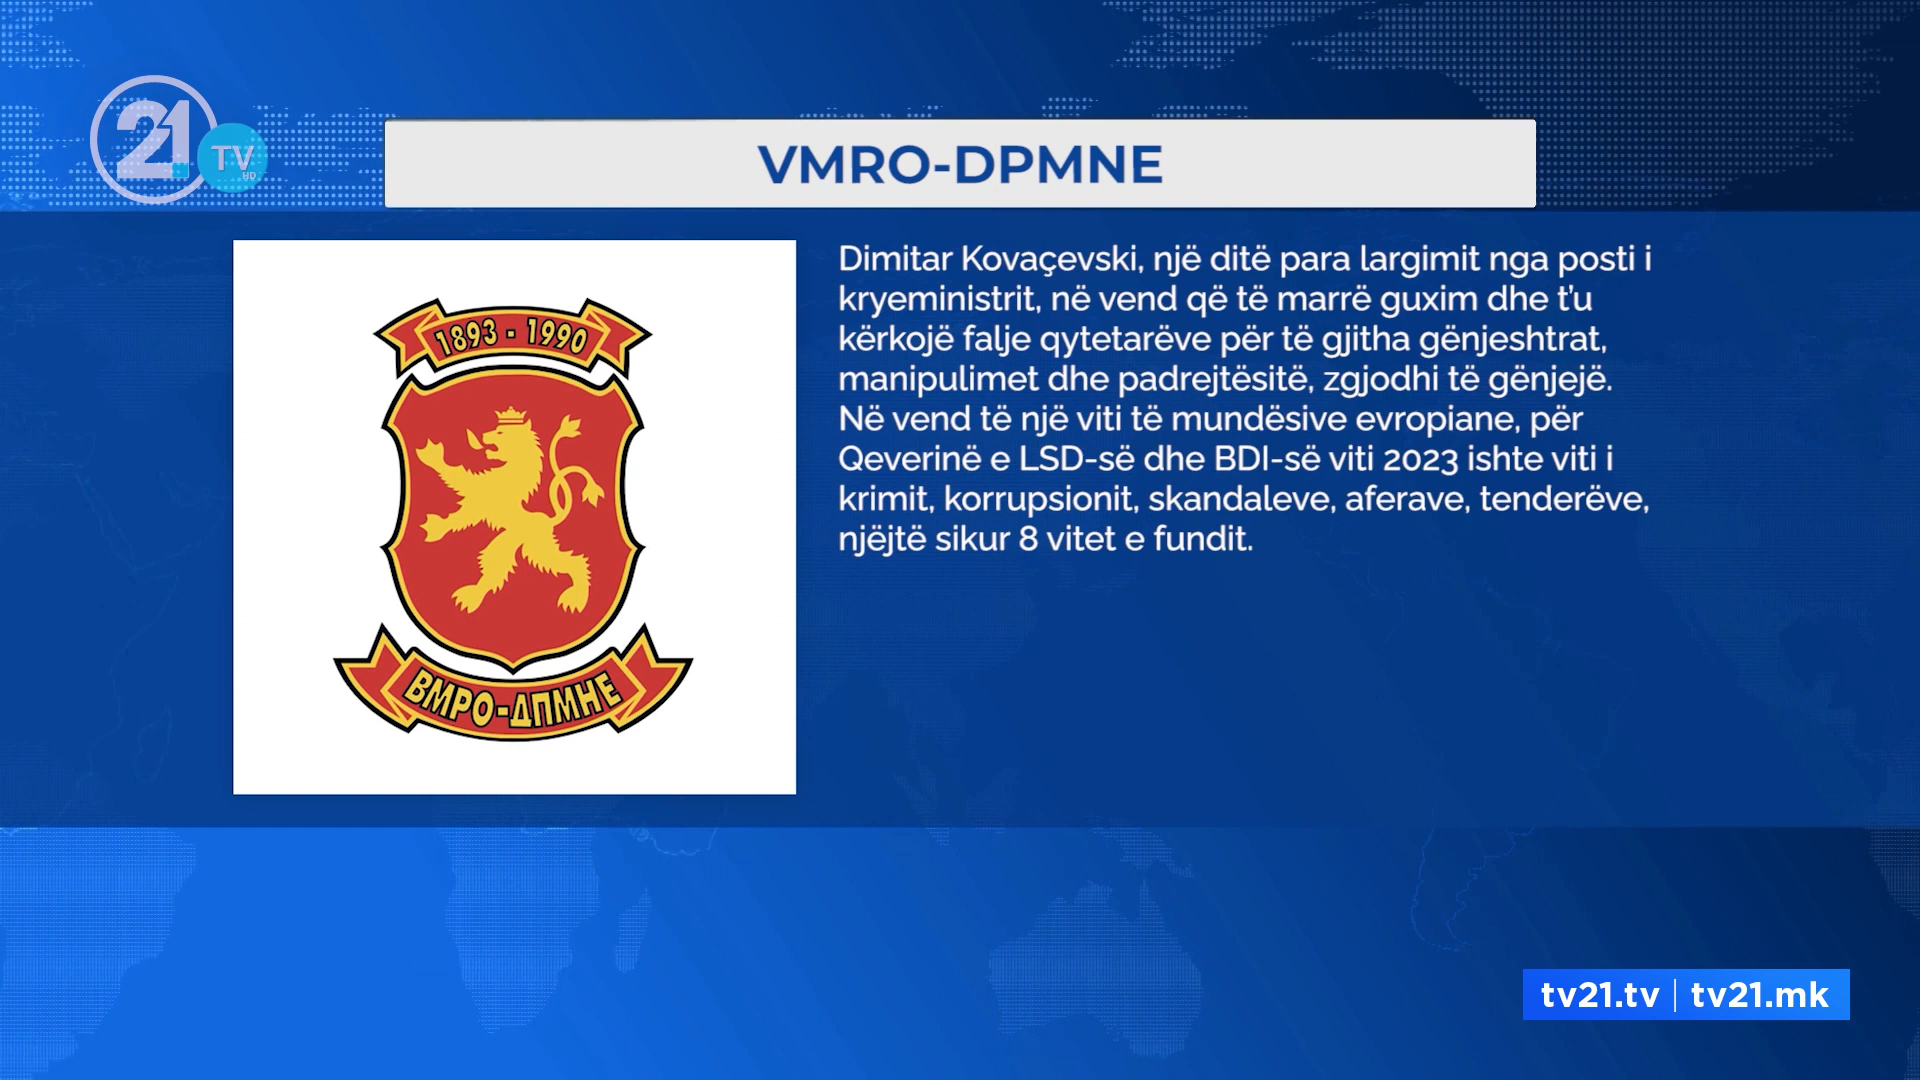 21
TV
HD
VMRO-DPMNE
1893 - 1990
ВМРО-ДПМНЕ
Dimitar Kovaçevski, një ditë para largimit nga posti i
kryeministrit, në vend që të marrë guxim dhe t'u
kërkojë falje qytetarëve për të gjitha gënjeshtrat,
manipulimet dhe padrejtësitë, zgjodhi të gënjejë.
Në vend të një viti të mundësive evropiane, për
Qeverinë e LSD-së dhe BDI-së viti 2023 ishte viti i
krimit, korrupsionit, skandaleve, aferave, tenderëve,
njëjtë sikur 8 vitet e fundit.
tv21.tv | tv21.mk